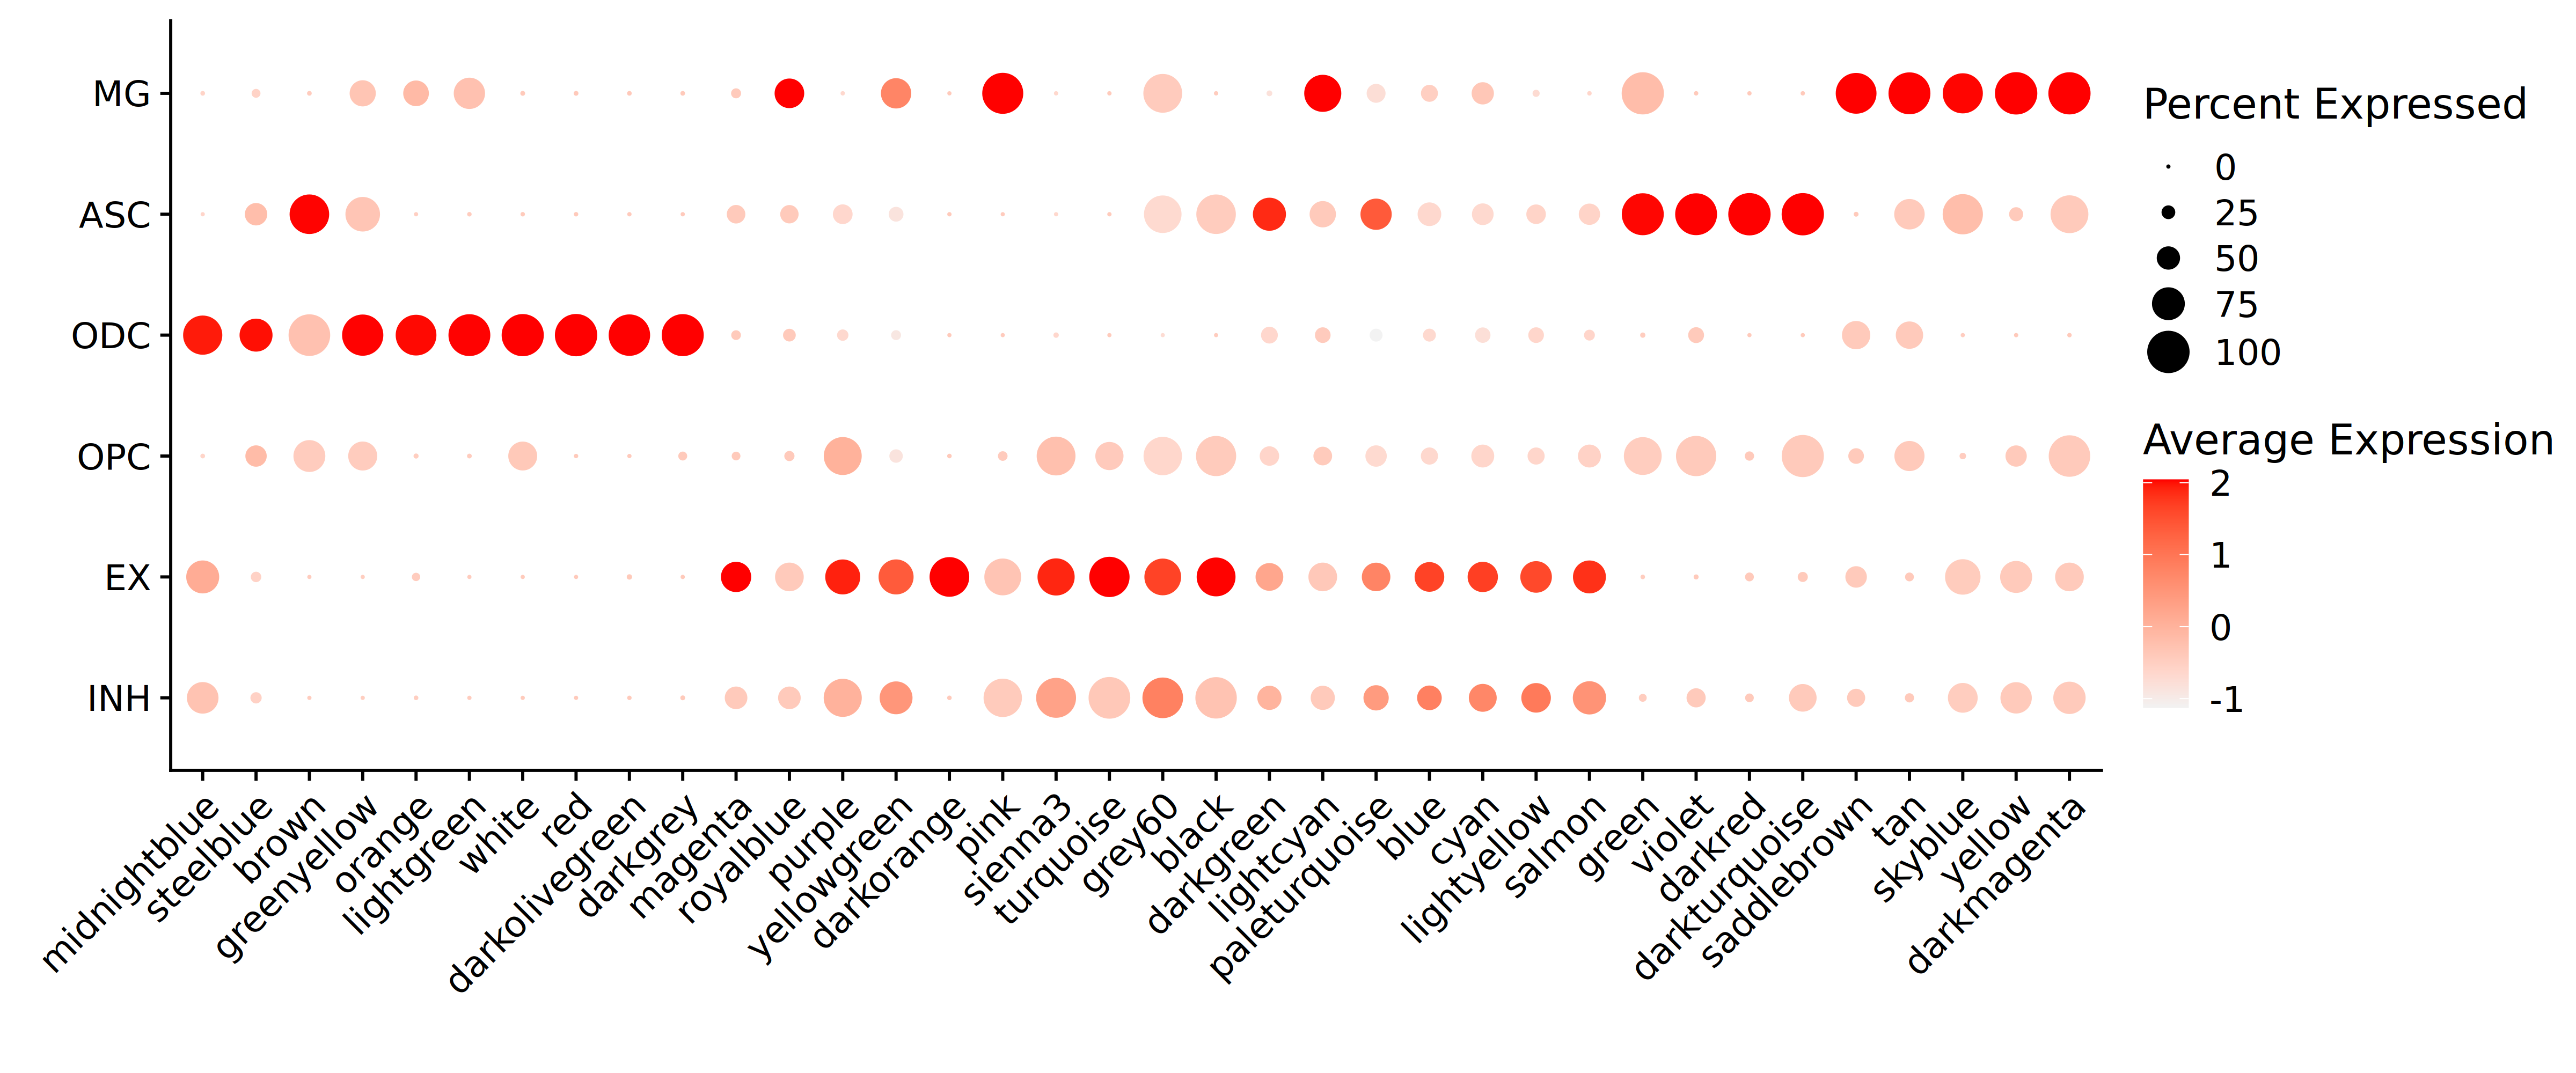 MG
ASC
ODC
OPC
EX
INH
midnightblue
steelblue
brown
greenyellow
orange
lightgreen
white
red
darkolivegreen
darkgrey
magenta
royalblue
purple
yellowgreen
darkorange
pink
sienna3
turquoise
grey60
black
darkgreen
lightcyan
paleturquoise
blue
cyan
lightyellow
salmon
green
violet
darkred
darkturquoise
saddlebrown
tan
skyblue
yellow
darkmagenta
Percent Expressed
0
25
50
75
100
Average Expression
2
1
0
-1